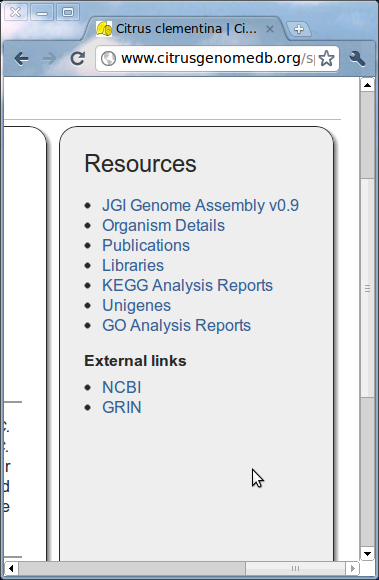 Citrus clementina | Ci...
www.citrusgenomedb.org/s
Resources
JGI Genome Assembly v0.9
Organism Details
Publications
Libraries
KEGG Analysis Reports
Unigenes
GO Analysis Reports
External links
NCBI
GRIN
c.
r
d
e